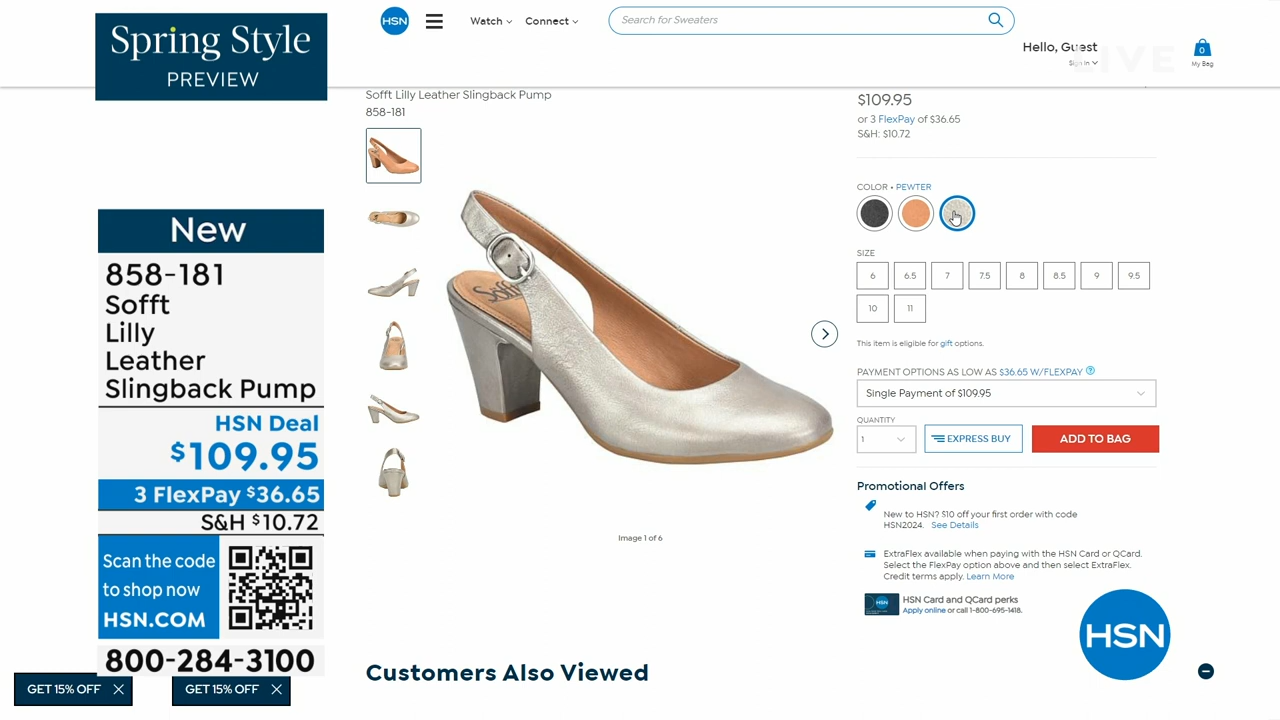 Spring Style
PREVIEW
HSN
Watch
Connect
Search for Sweaters
Hello, Guest
Sign In
LIVE
0
My Bag
Sofft Lilly Leather Slingback Pump
858-181
$109.95
or 3 FlexPay of $36.65
S&H: $10.72
COLOR • PEWTER
SIZE
6 6.5 7 7.5 8 8.5 9 9.5
10 11
This item is eligible for gift options.
PAYMENT OPTIONS AS LOW AS $36.65 W/FLEXPAY ?
Single Payment of $109.95
QUANTITY
1
EXPRESS BUY
ADD TO BAG
Promotional Offers
New to HSN? $10 off your first order with code
HSN2024. See Details
ExtraFlex available when paying with the HSN Card or QCard.
Select the FlexPay option above and then select ExtraFlex.
Credit terms apply. Learn More
HSN
HSN Card and QCard perks
Apply online or call 1-800-695-1418.
Sofft
Image 1 of 6
Customers Also Viewed
New
858-181
Sofft
Lilly
Leather
Slingback Pump
HSN Deal
$109.95
3 FlexPay $36.65
S&H $10.72
Scan the code
to shop now
HSN.COM
800-284-3100
GET 15% OFF
GET 15% OFF
HSN